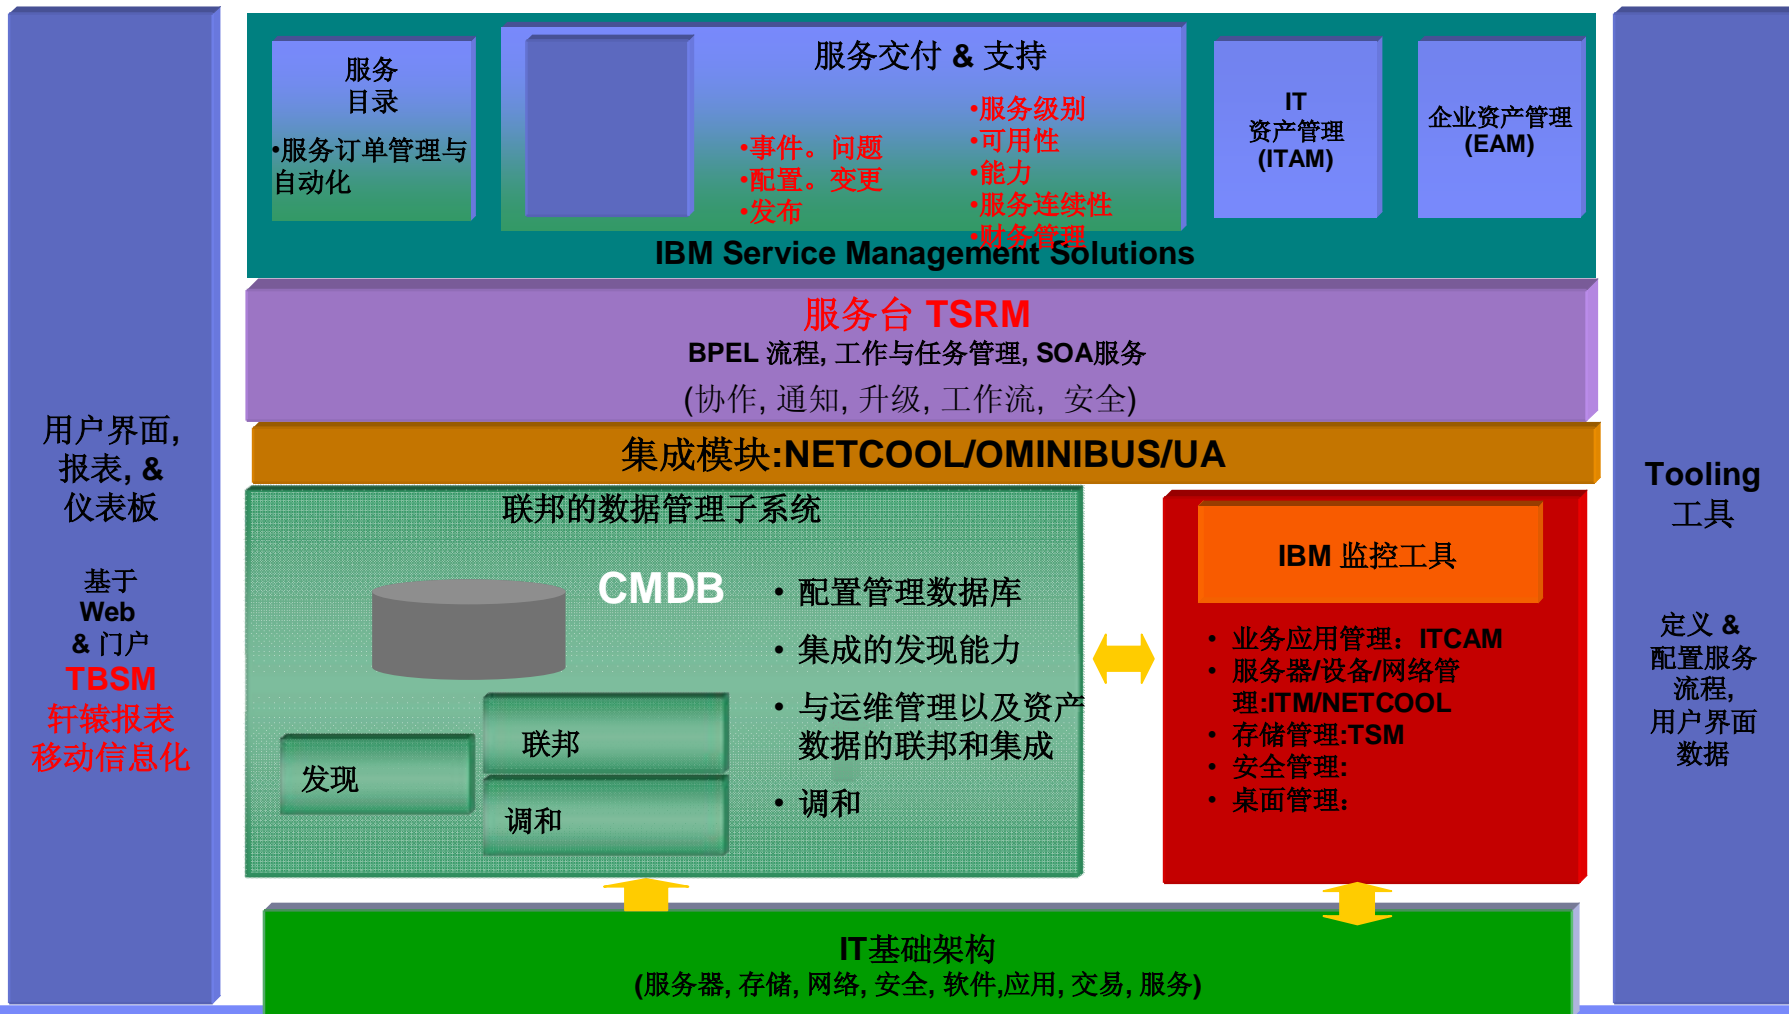 用户界面,
报表, &
仪表板
基于
Web
& 门户
TBSM
轩辕报表
移动信息化
服务
目录
•服务订单管理与
自动化
服务交付 & 支持
•事件。问题
•配置。变更
•发布
•服务级别
•可用性
•能力
•服务连续性
•财务管理
IT
资产管理
(ITAM)
企业资产管理
(EAM)
IBM Service Management Solutions
服务台 TSRM
BPEL 流程, 工作与任务管理, SOA服务
(协作, 通知, 升级, 工作流, 安全)
集成模块:NETCOOL/OMINIBUS/UA
联邦的数据管理子系统
CMDB
发现
联邦
调和
• 配置管理数据库
• 集成的发现能力
• 与运维管理以及资产
数据的联邦和集成
• 调和
IBM 监控工具
• 业务应用管理：ITCAM
• 服务器/设备/网络管
理:ITM/NETCOOL
• 存储管理:TSM
• 安全管理:
• 桌面管理：
IT基础架构
(服务器, 存储, 网络, 安全, 软件,应用, 交易, 服务)
Tooling
工具
定义 &
配置服务
流程,
用户界面
数据